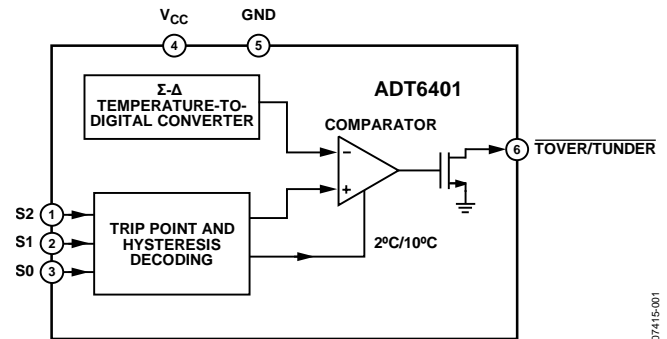 VCC
GND
4
5
Σ-Δ
TEMPERATURE-TO-
DIGITAL CONVERTER
ADT6401
COMPARATOR
−
+
6
TOVER/TUNDER
S2
1
S1
2
S0
3
TRIP POINT AND
HYSTERESIS
DECODING
2ºC/10ºC
07415-001